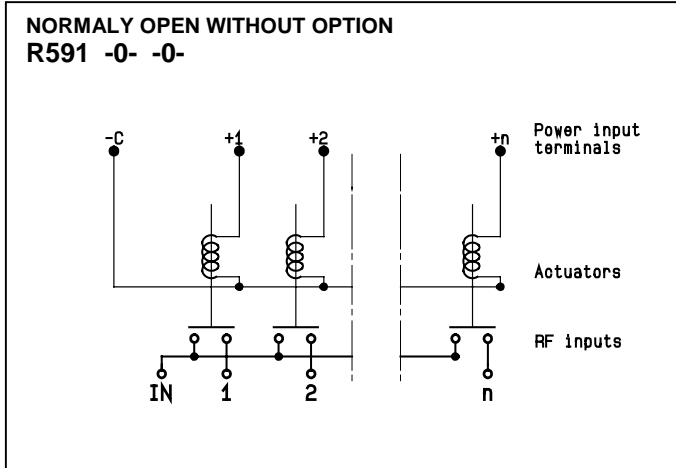 NORMALY OPEN WITHOUT OPTION
R591 -0- -0-
-C +1 +2 +n Power input
terminals
Actuators
RF inputs
IN 1 2 n